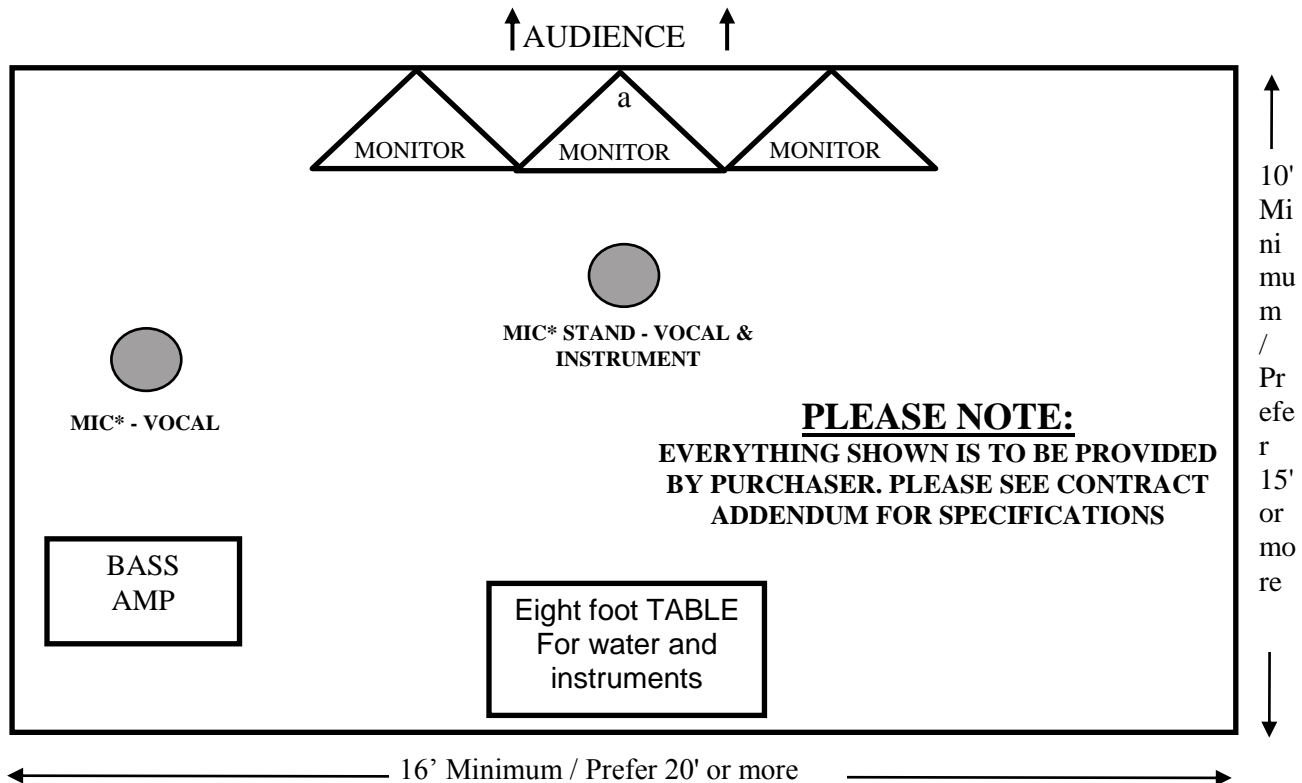 AUDIENCE
a
MONITOR
MONITOR
MONITOR
MIC* STAND - VOCAL &
INSTRUMENT
MIC* - VOCAL
PLEASE NOTE:
EVERYTHING SHOWN IS TO BE PROVIDED
BY PURCHASER. PLEASE SEE CONTRACT
ADDENDUM FOR SPECIFICATIONS
BASS
AMP
Eight foot TABLE
For water and
instruments
10'
Mi
ni
mu
m
/
Pr
efe
r
15'
or
mo
re
16’ Minimum / Prefer 20' or more